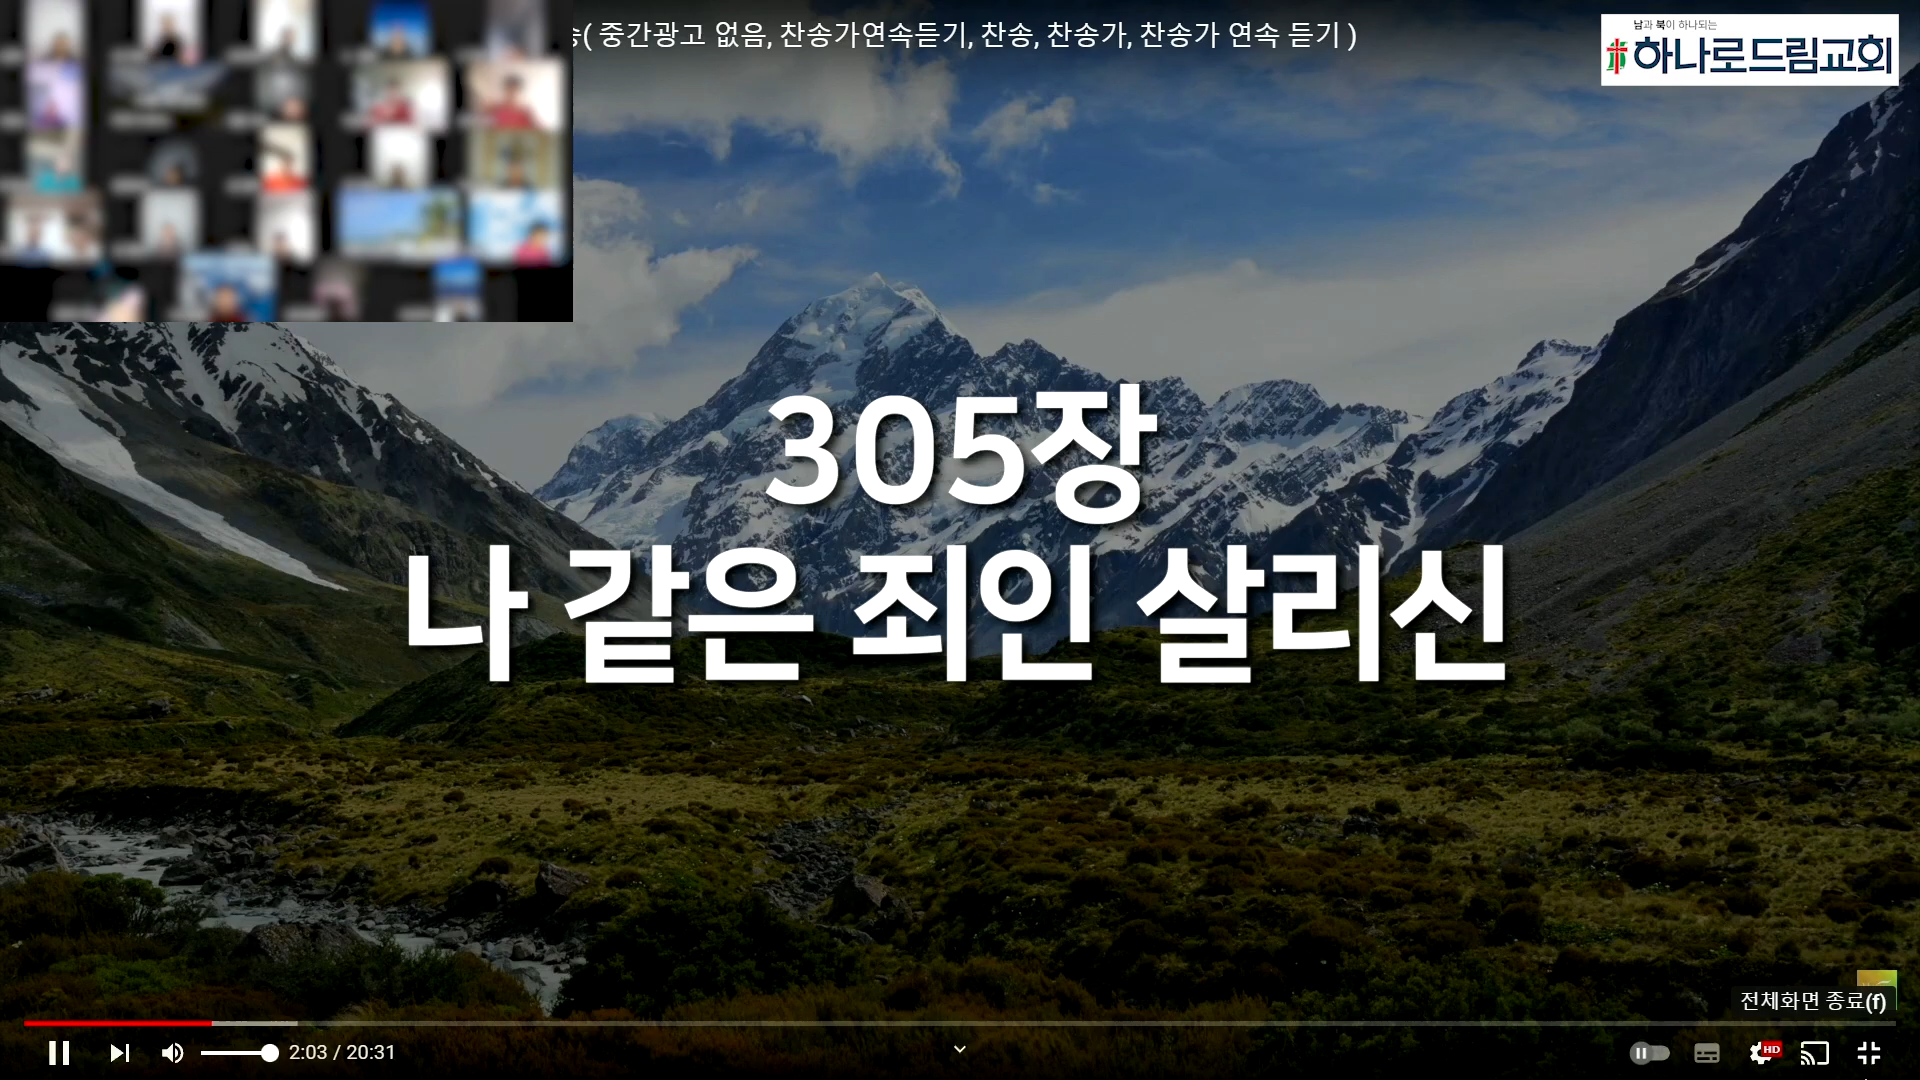 ( 중간광고 없음, 찬송가연속듣기, 찬송, 찬송가, 찬송가 연속 듣기 )
남과 북이 하나되는
하나로드림교회
305장
나 같은 죄인 살리신
전체화면 종료(f)
2:03 / 20:31
HD